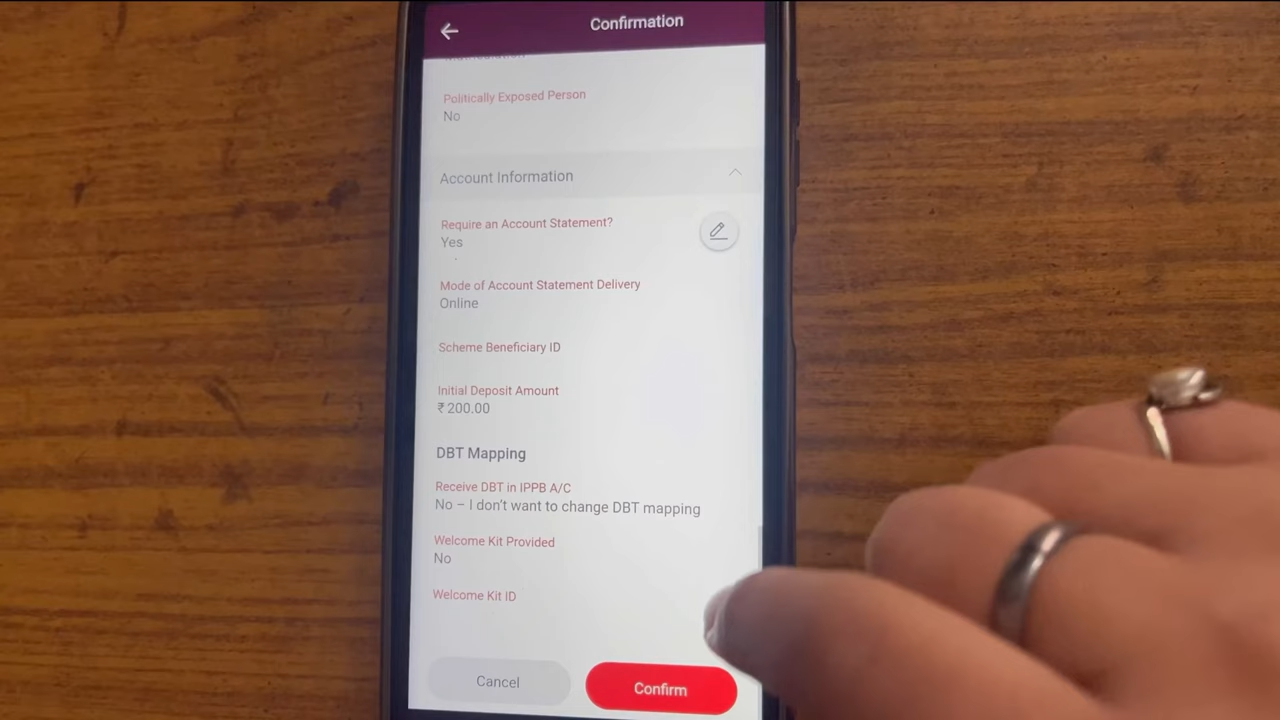 Confirmation
Politically Exposed Person
No
Account Information
Require an Account Statement?
Yes
Mode of Account Statement Delivery
Online
Scheme Beneficiary ID
Initial Deposit Amount
₹ 200.00
DBT Mapping
Receive DBT in IPPB A/C
No – I don't want to change DBT mapping
Welcome Kit Provided
No
Welcome Kit ID
Cancel
Confirm